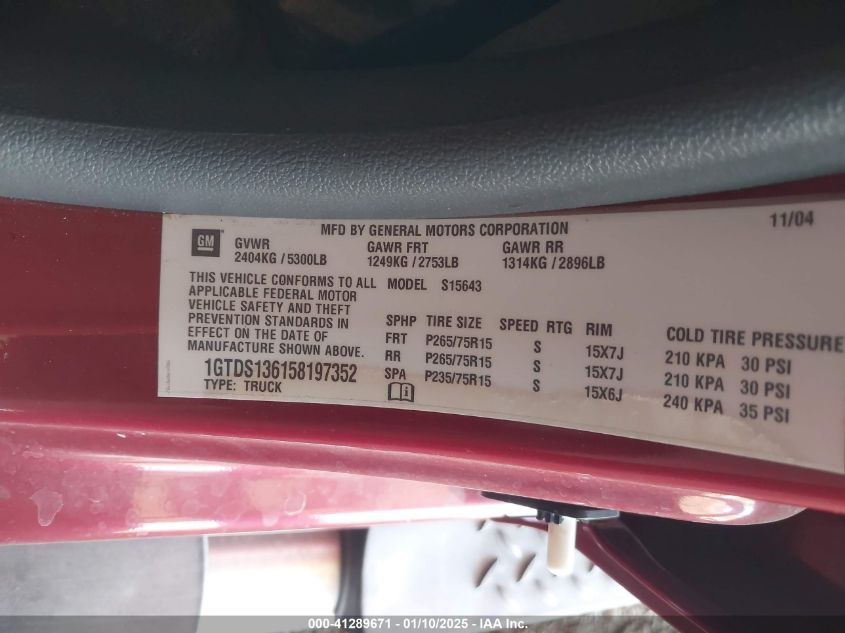 MFD BY GENERAL MOTORS CORPORATION 11/04
GM
GVWR GAWR FRT GAWR RR
2404KG / 5300LB 1249KG / 2753LB 1314KG / 2896LB
THIS VEHICLE CONFORMS TO ALL
APPLICABLE FEDERAL MOTOR
VEHICLE SAFETY AND THEFT
PREVENTION STANDARDS IN
EFFECT ON THE DATE OF
MANUFACTURE SHOWN ABOVE.
1GTDS136158197352
TYPE: TRUCK
MODEL S15643
SPHP TIRE SIZE SPEED RTG RIM COLD TIRE PRESSURE
FRT P265/75R15 S 15X7J 210 KPA 30 PSI
RR P265/75R15 S 15X7J 210 KPA 30 PSI
SPA P235/75R15 S 15X6J 240 KPA 35 PSI
000-41289671 - 01/10/2025 - IAA Inc.